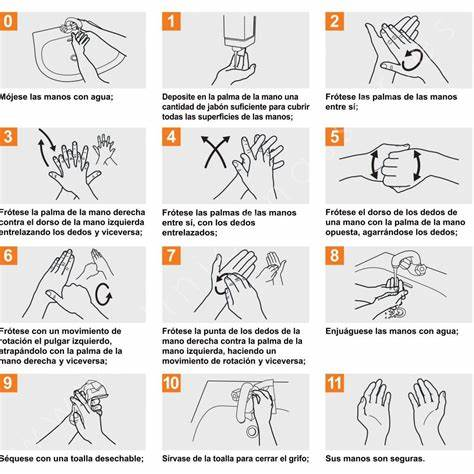 0
Mójese las manos con agua;
1
Deposite en la palma de la mano una
cantidad de jabón suficiente para cubrir
todas las superficies de las manos;
2
Frótese las palmas de las manos
entre sí;
3
Frótese la palma de la mano derecha
contra el dorso de la mano izquierda
entrelazando los dedos y viceversa;
4
Frótese las palmas de las manos
entre sí, con los dedos
entrelazados;
5
Frótese el dorso de los dedos de
una mano con la palma de la mano
opuesta, agarrándose los dedos;
6
Frótese con un movimiento de
rotación el pulgar izquierdo,
atrapándolo con la palma de la
mano derecha y viceversa;
7
Frótese la punta de los dedos de la
mano derecha contra la palma de la
mano izquierda, haciendo un
movimiento de rotación y viceversa;
8
Enjuáguese las manos con agua;
9
Séquese con una toalla desechable;
10
Sírvase de la toalla para cerrar el grifo;
11
Sus manos son seguras.